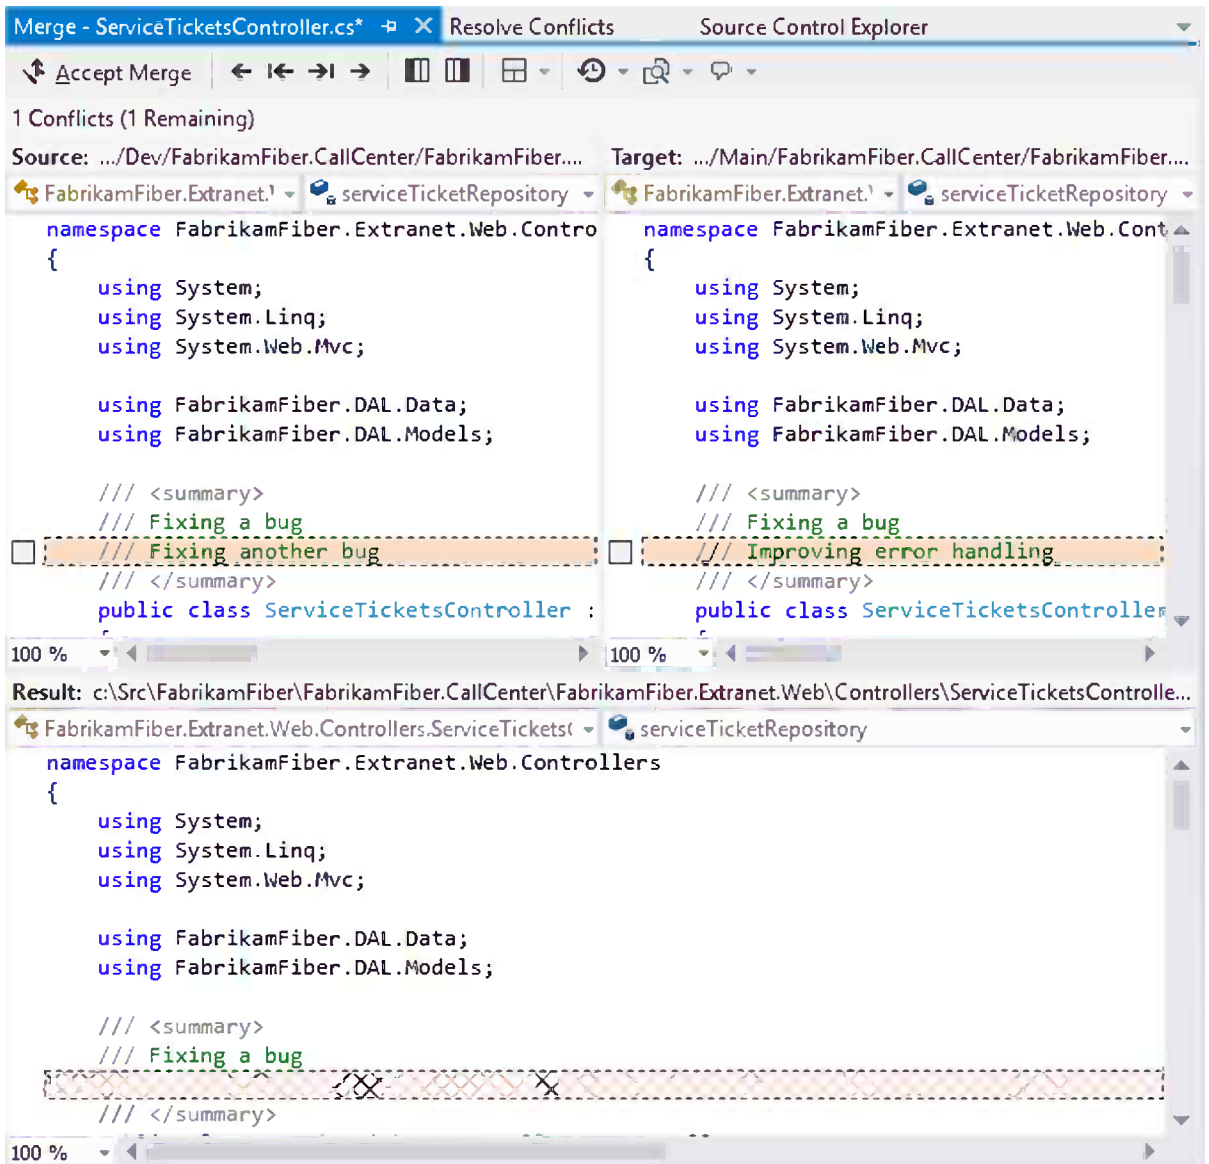 Merge - ServiceTicketsController.cs* Resolve Conflicts Source Control Explorer
Accept Merge
1 Conflicts (1 Remaining)
Source: .../Dev/FabrikamFiber.CallCenter/FabrikamFiber.... Target: .../Main/FabrikamFiber.CallCenter/FabrikamFiber....
FabrikamFiber.Extranet. serviceTicketRepository FabrikamFiber.Extranet. serviceTicketRepository
namespace FabrikamFiber.Extranet.Web.Contro
{
using System;
using System.Linq;
using System.Web.Mvc;
using FabrikamFiber.DAL.Data;
using FabrikamFiber.DAL.Models;
/// <summary>
/// Fixing a bug
/// Fixing another bug
/// </summary>
public class ServiceTicketsController :
{
100 %
namespace FabrikamFiber.Extranet.Web.Cont
{
using System;
using System.Linq;
using System.Web.Mvc;
using FabrikamFiber.DAL.Data;
using FabrikamFiber.DAL.Models;
/// <summary>
/// Fixing a bug
/// Improving error handling
/// </summary>
public class ServiceTicketsController
{
100 %
Result: c:\Src\FabrikamFiber\FabrikamFiber.CallCenter\FabrikamFiber.Extranet.Web\Controllers\ServiceTicketsControlle...
FabrikamFiber.Extranet.Web.Controllers.ServiceTicketsC serviceTicketRepository
namespace FabrikamFiber.Extranet.Web.Controllers
{
using System;
using System.Linq;
using System.Web.Mvc;
using FabrikamFiber.DAL.Data;
using FabrikamFiber.DAL.Models;
/// <summary>
/// Fixing a bug
/// </summary>
100 %